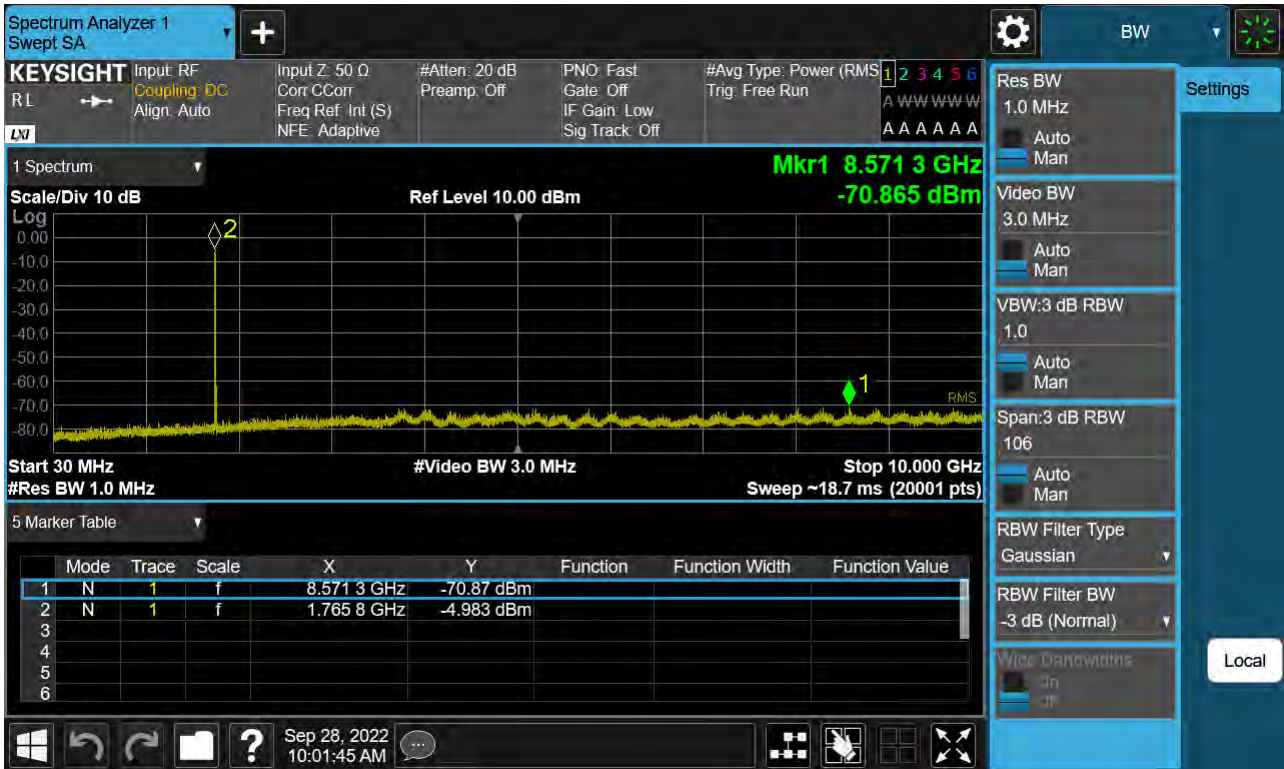 Spectrum Analyzer 1
Swept SA
BW
KEYSIGHT
RL
LXI
Input: RF
Coupling: DC
Align: Auto
Input Z: 50 Ω
Corr CCorr
Freq Ref: Int (S)
NFE: Adaptive
#Atten: 20 dB
Preamp: Off
PNO: Fast
Gate: Off
IF Gain: Low
Sig Track: Off
#Avg Type: Power (RMS
Trig: Free Run
1 2 3 4 5 6
A W W W W W
A A A A A A
1 Spectrum
Mkr1 8.571 3 GHz
Scale/Div 10 dB
Ref Level 10.00 dBm
-70.865 dBm
Log
0.00
-10.0
-20.0
-30.0
-40.0
-50.0
-60.0
-70.0
-80.0
2
1
RMS
Start 30 MHz
#Video BW 3.0 MHz
Stop 10.000 GHz
#Res BW 1.0 MHz
Sweep ~18.7 ms (20001 pts)
5 Marker Table
Mode Trace Scale X Y Function Function Width Function Value
1 N 1 f 8.571 3 GHz -70.87 dBm
2 N 1 f 1.765 8 GHz -4.983 dBm
3
4
5
6
Res BW
1.0 MHz
Auto
Man
Video BW
3.0 MHz
Auto
Man
VBW:3 dB RBW
1.0
Auto
Man
Span:3 dB RBW
106
Auto
Man
RBW Filter Type
Gaussian
RBW Filter BW
-3 dB (Normal)
Settings
Local
Sep 28, 2022
10:01:45 AM